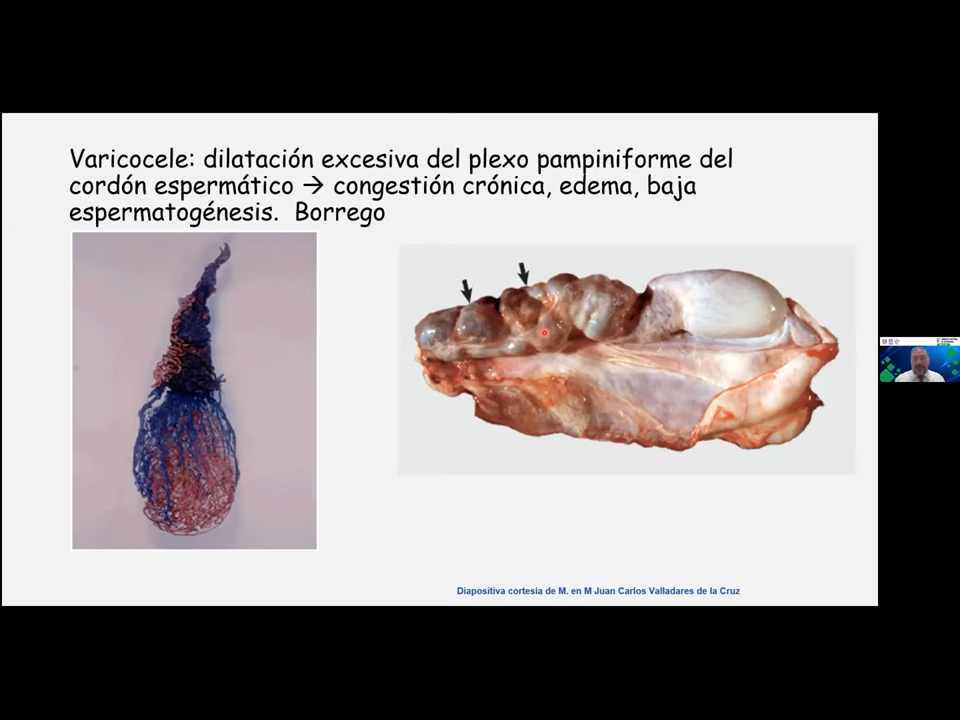 Varicocele: dilatación excesiva del plexo pampiniforme del
cordón espermático → congestión crónica, edema, baja
espermatogénesis.  Borrego
Diapositiva cortesía de M. en M Juan Carlos Valladares de la Cruz